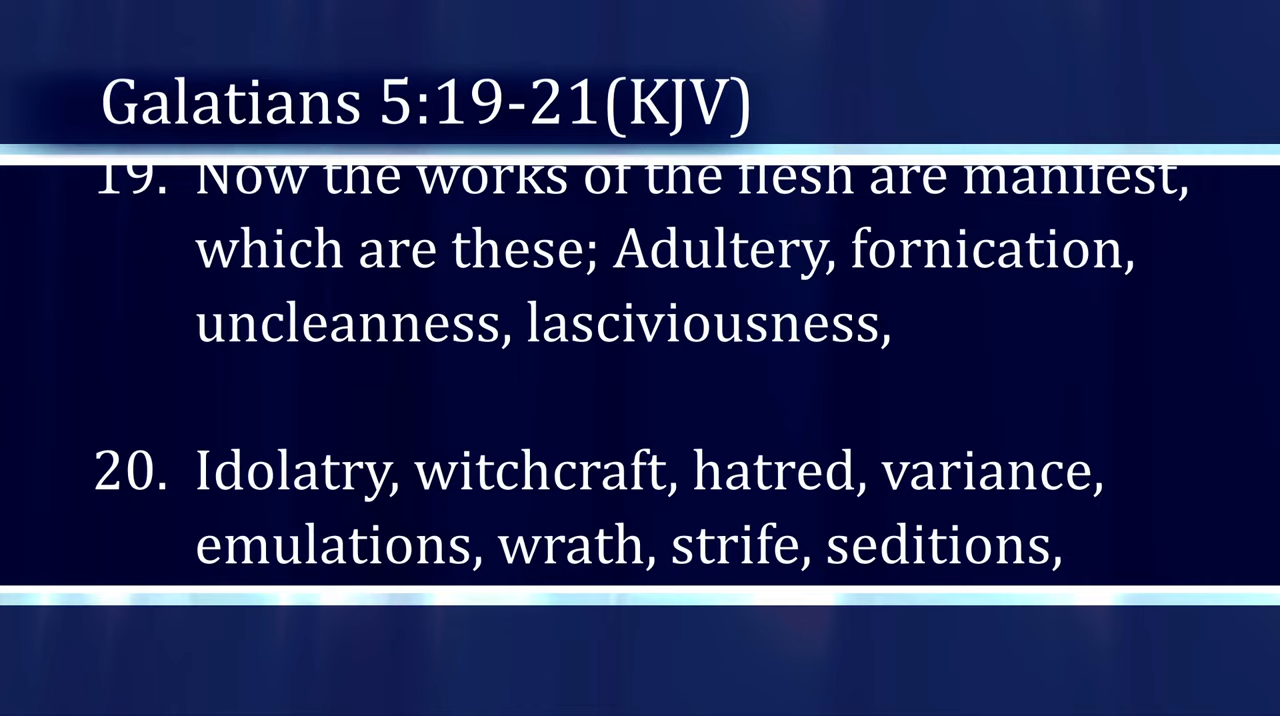 Galatians 5:19-21(KJV)
19. Now the works of the flesh are manifest,
which are these; Adultery, fornication,
uncleanness, lasciviousness,
20. Idolatry, witchcraft, hatred, variance,
emulations, wrath, strife, seditions,